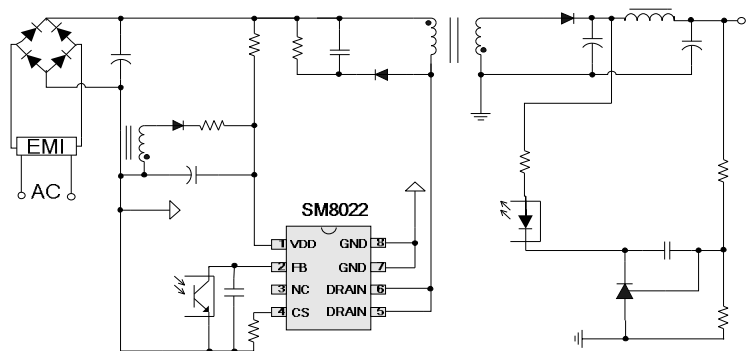 EMI
AC
SM8022
1 VDD GND 8
2 FB GND 7
3 NC DRAIN 6
4 CS DRAIN 5